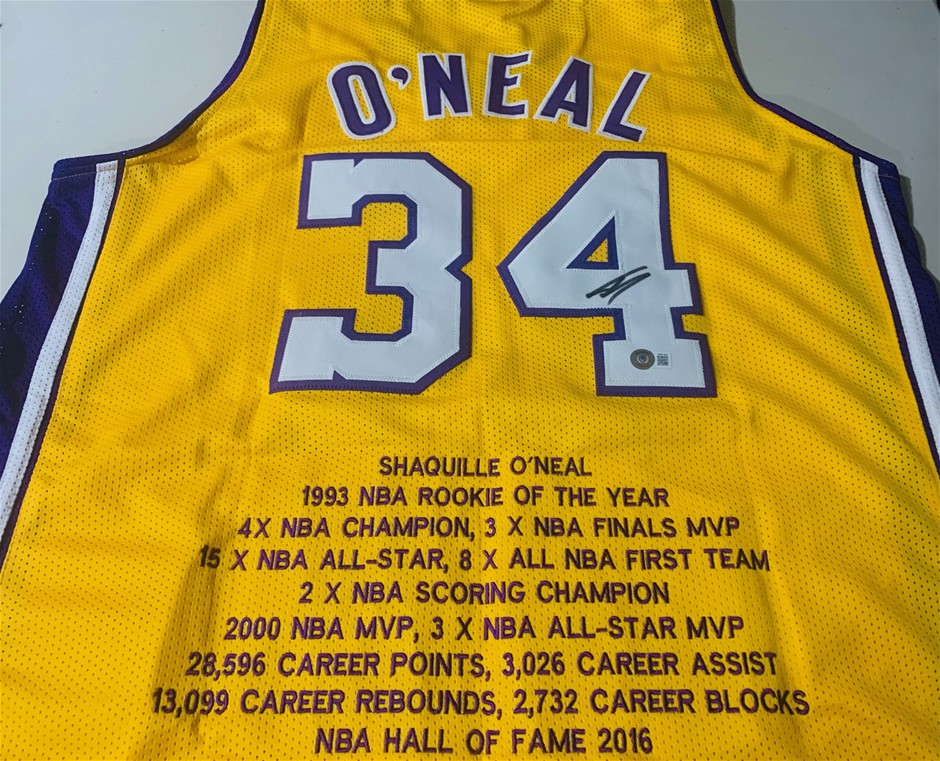 O'NEAL
34
SHAQUILLE O'NEAL
1993 NBA ROOKIE OF THE YEAR
4X NBA CHAMPION, 3 X NBA FINALS MVP
15 X NBA ALL-STAR, 8 X ALL NBA FIRST TEAM
2 X NBA SCORING CHAMPION
2000 NBA MVP, 3 X NBA ALL-STAR MVP
28,596 CAREER POINTS, 3,026 CAREER ASSIST
13,099 CAREER REBOUNDS, 2,732 CAREER BLOCKS
NBA HALL OF FAME 2016